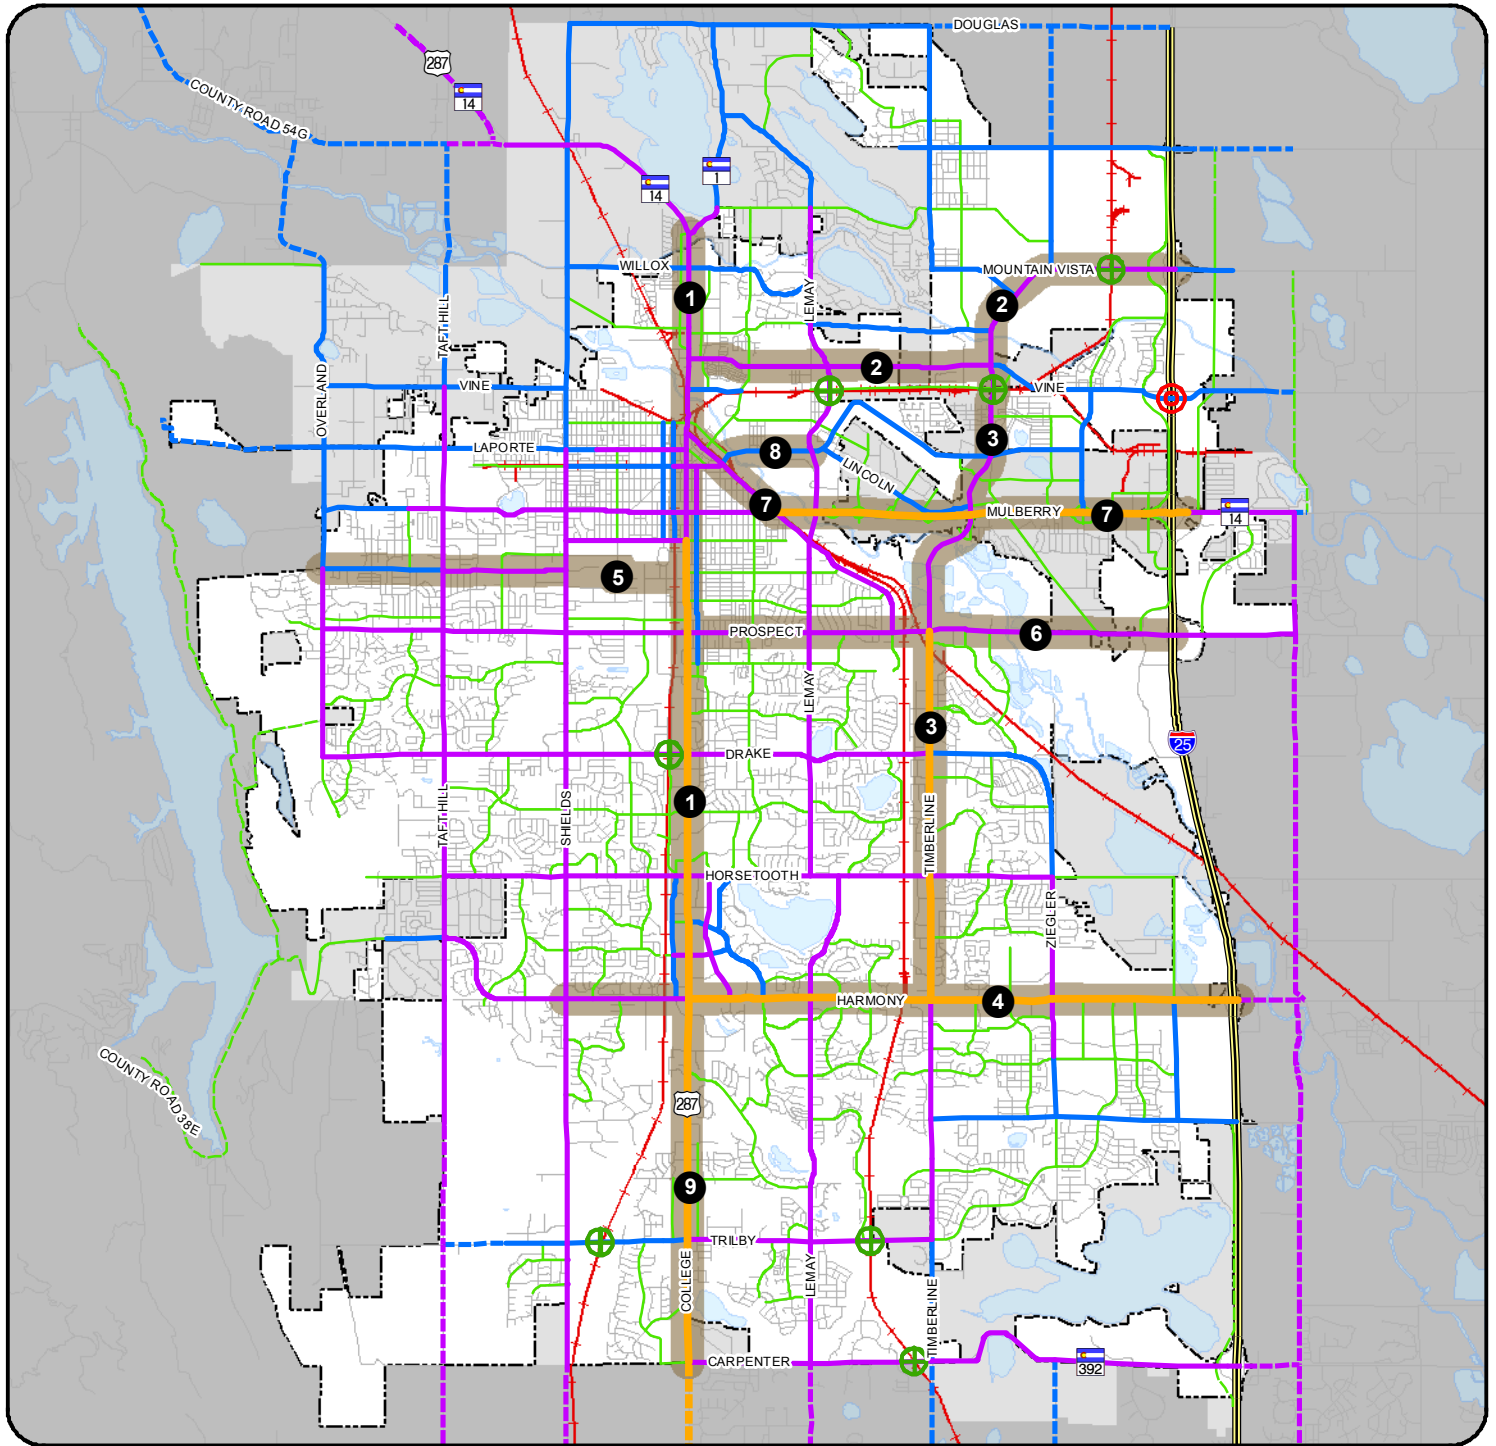 DOUGLAS
287
14
COUNTY ROAD 54G
1
14
WILLOX
MOUNTAIN VISTA
1
2
LEMAY
TAFT HILL
2
OVERLAND
VINE
VINE
LAPORTE
8
3
LINCOLN
7
MULBERRY
7
14
5
PROSPECT
6
LEMAY
3
25
DRAKE
1
TAFT HILL
SHIELDS
TIMBERLINE
HORSETOOTH
ZIEGLER
HARMONY
4
COUNTY ROAD 38E
287
9
TRILBY
COLLEGE
LEMAY
TIMBERLINE
CARPENTER
392